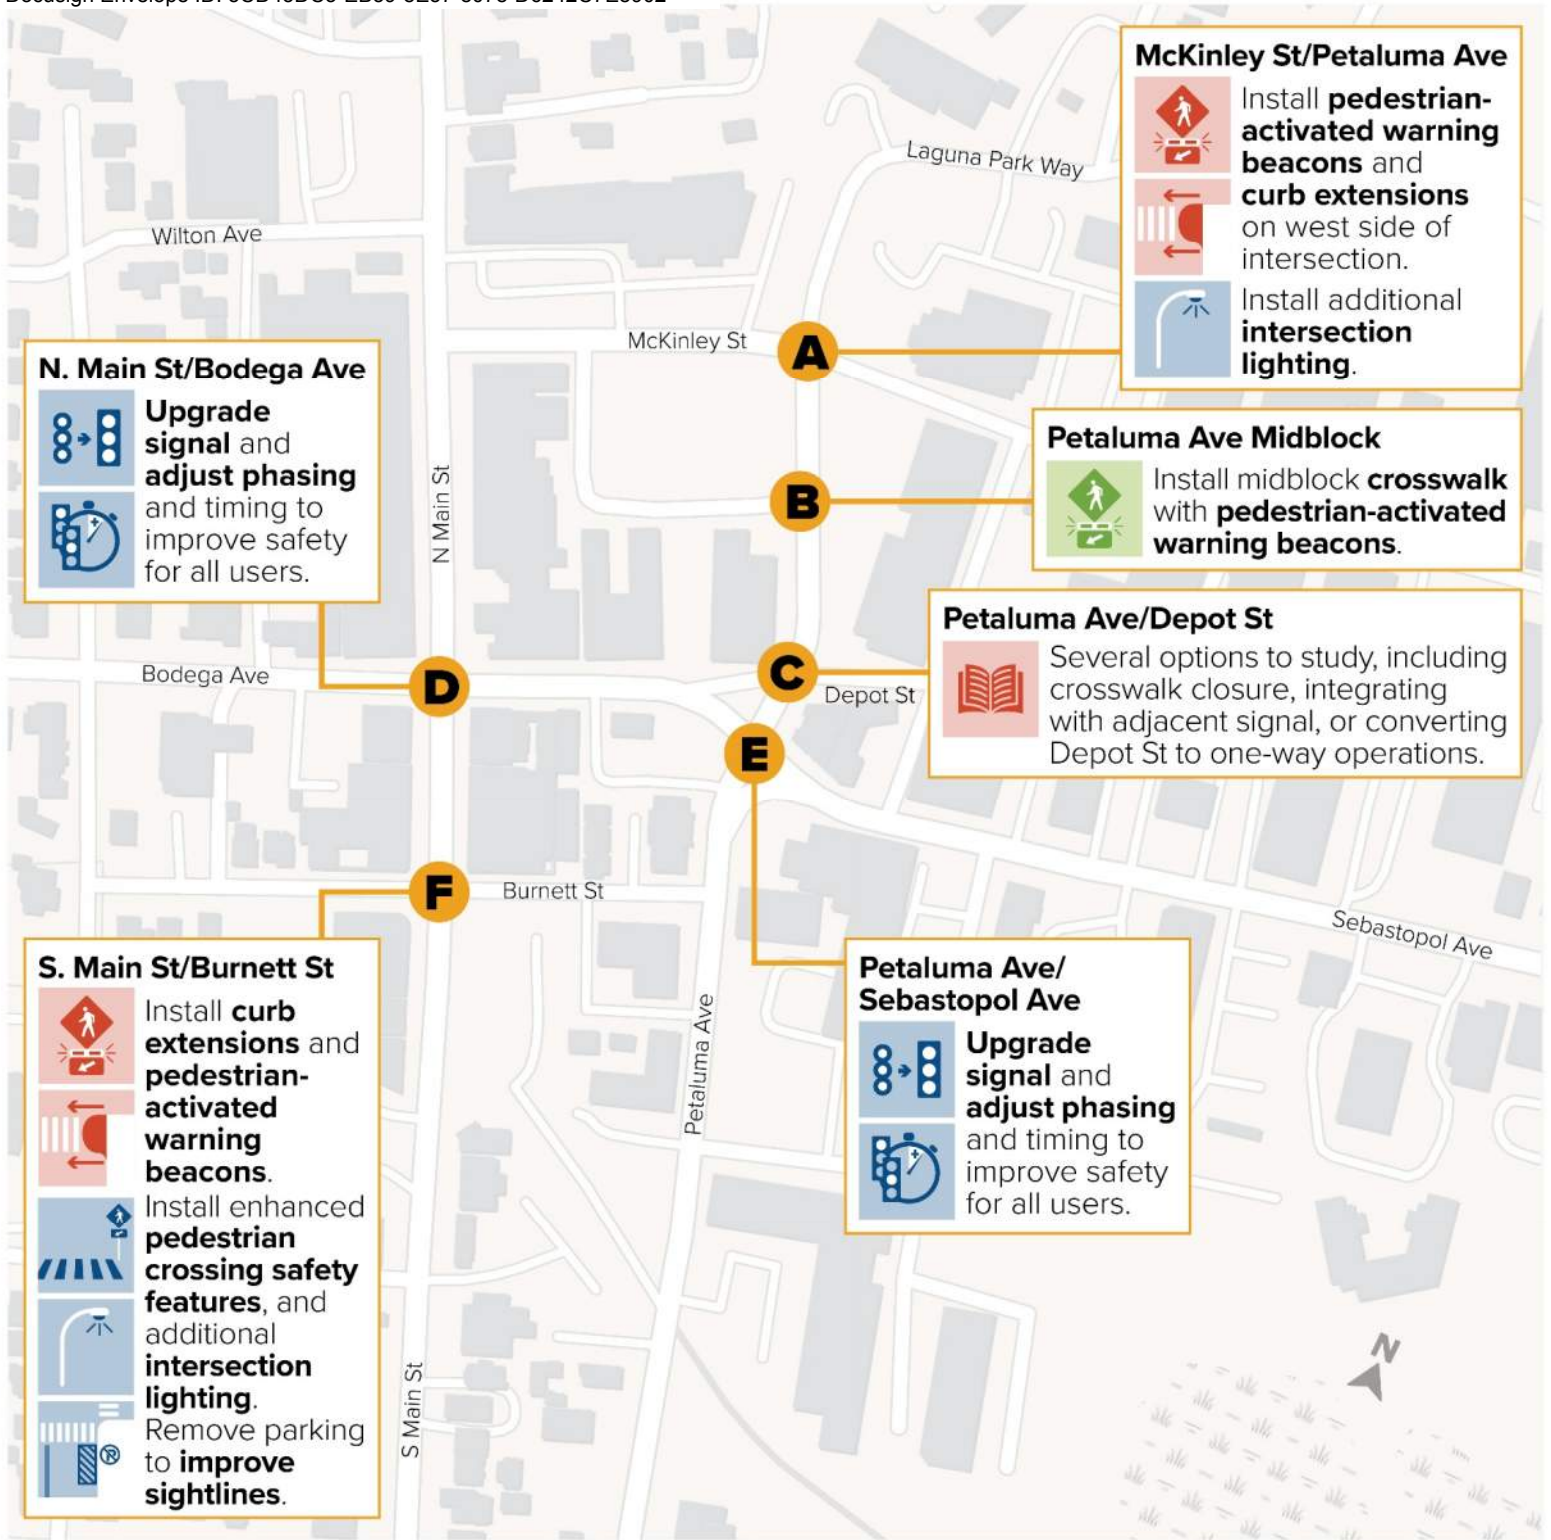 McKinley St/Petaluma Ave
Install pedestrian-
activated warning
beacons and
curb extensions
on west side of
intersection.
Install additional
intersection
lighting.
Laguna Park Way
Wilton Ave
McKinley St
A
N. Main St/Bodega Ave
Upgrade
signal and
adjust phasing
and timing to
improve safety
for all users.
N Main St
Petaluma Ave Midblock
Install midblock crosswalk
with pedestrian-activated
warning beacons.
B
Petaluma Ave/Depot St
Several options to study, including
crosswalk closure, integrating
with adjacent signal, or converting
Depot St to one-way operations.
Bodega Ave
D
C
Depot St
E
F
Burnett St
Sebastopol Ave
S. Main St/Burnett St
Install curb
extensions and
pedestrian-
activated
warning
beacons.
Install enhanced
pedestrian
crossing safety
features, and
additional
intersection
lighting.
Remove parking
to improve
sightlines.
Petaluma Ave
Petaluma Ave/
Sebastopol Ave
Upgrade
signal and
adjust phasing
and timing to
improve safety
for all users.
S Main St
N